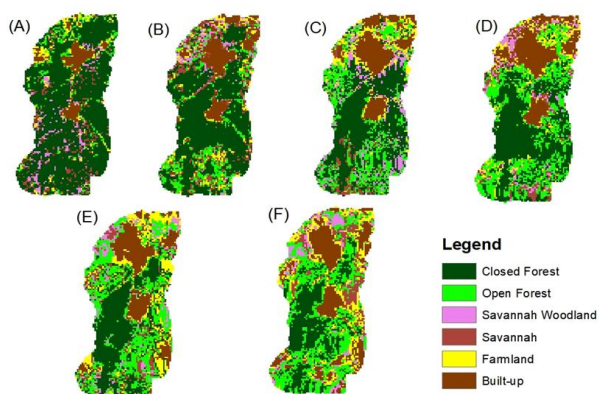 (A)
(B)
(C)
(D)
(E)
(F)
Legend
Closed Forest
Open Forest
Savannah Woodland
Savannah
Farmland
Built-up